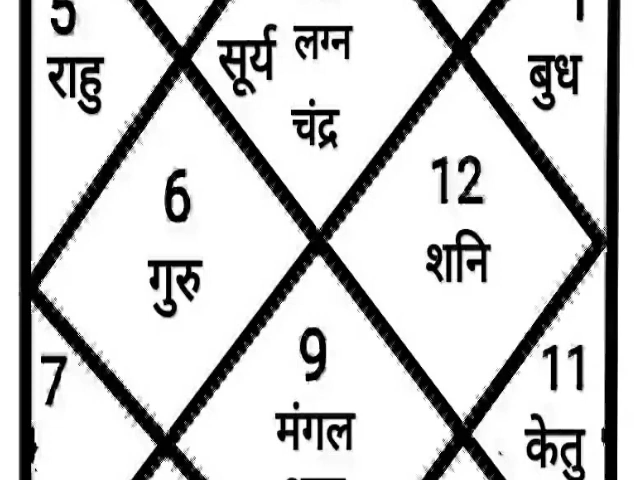 5
राहु
सूर्य लग्न
चंद्र
1
बुध
6
गुरु
12
शनि
9
मंगल
7
11
केतु